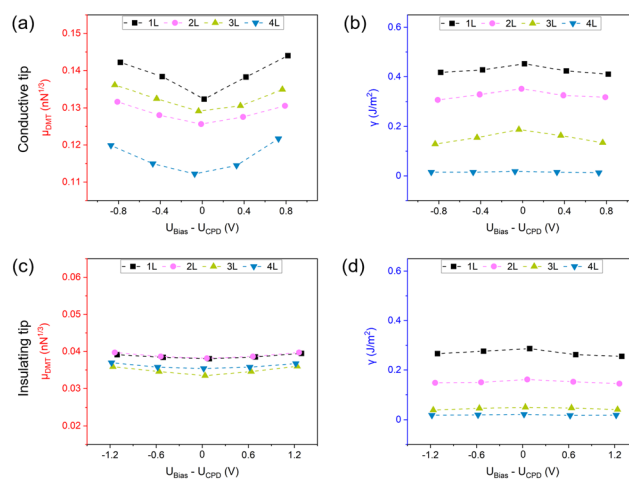 (a)
1L 2L 3L 4L
0.15
0.14
0.13
0.12
0.11
Conductive tip
μDMT (nN1/3)
-0.8 -0.4 0 0.4 0.8
UBias - UCPD (V)
(b)
1L 2L 3L 4L
0.6
0.4
0.2
0
γ (J/m²)
-0.8 -0.4 0 0.4 0.8
UBias - UCPD (V)
(c)
1L 2L 3L 4L
0.06
0.05
0.04
0.03
0.02
Insulating tip
μDMT (nN1/3)
-1.2 -0.6 0.0 0.6 1.2
UBias - UCPD (V)
(d)
1L 2L 3L 4L
0.6
0.4
0.2
0
γ (J/m²)
-1.2 -0.6 0.0 0.6 1.2
UBias - UCPD (V)